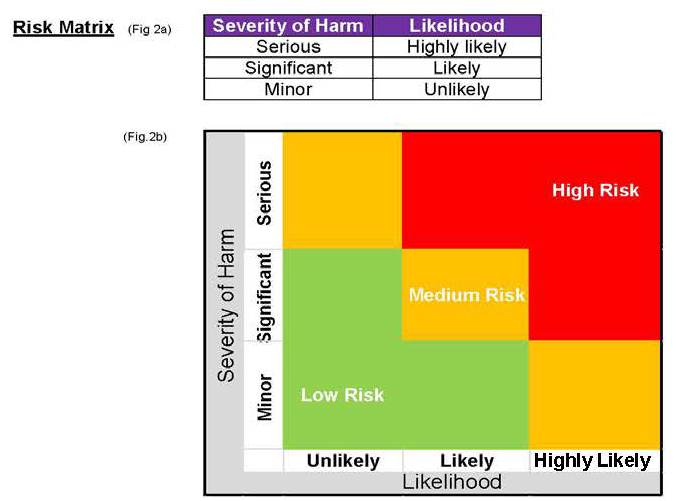 Risk Matrix (Fig 2a)
Severity of Harm Likelihood
Serious Highly likely
Significant Likely
Minor Unlikely
(Fig.2b)
Severity of Harm
Serious
High Risk
Significant
Medium Risk
Minor
Low Risk
Unlikely Likely Highly Likely
Likelihood